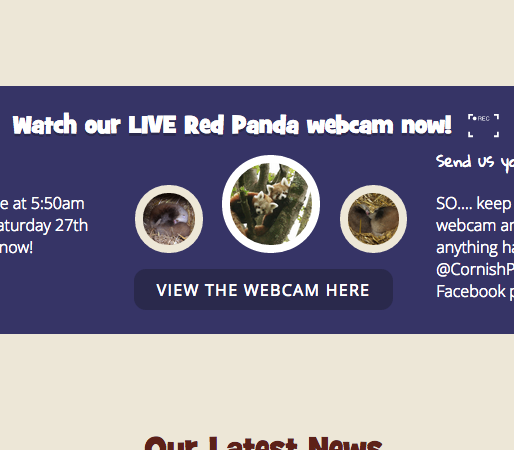 Watch our LIVE Red Panda webcam now!
REC
e at 5:50am
aturday 27th
now!
VIEW THE WEBCAM HERE
Send us yo
SO.... keep
webcam an
anything ha
@CornishP
Facebook p
Our Latest News